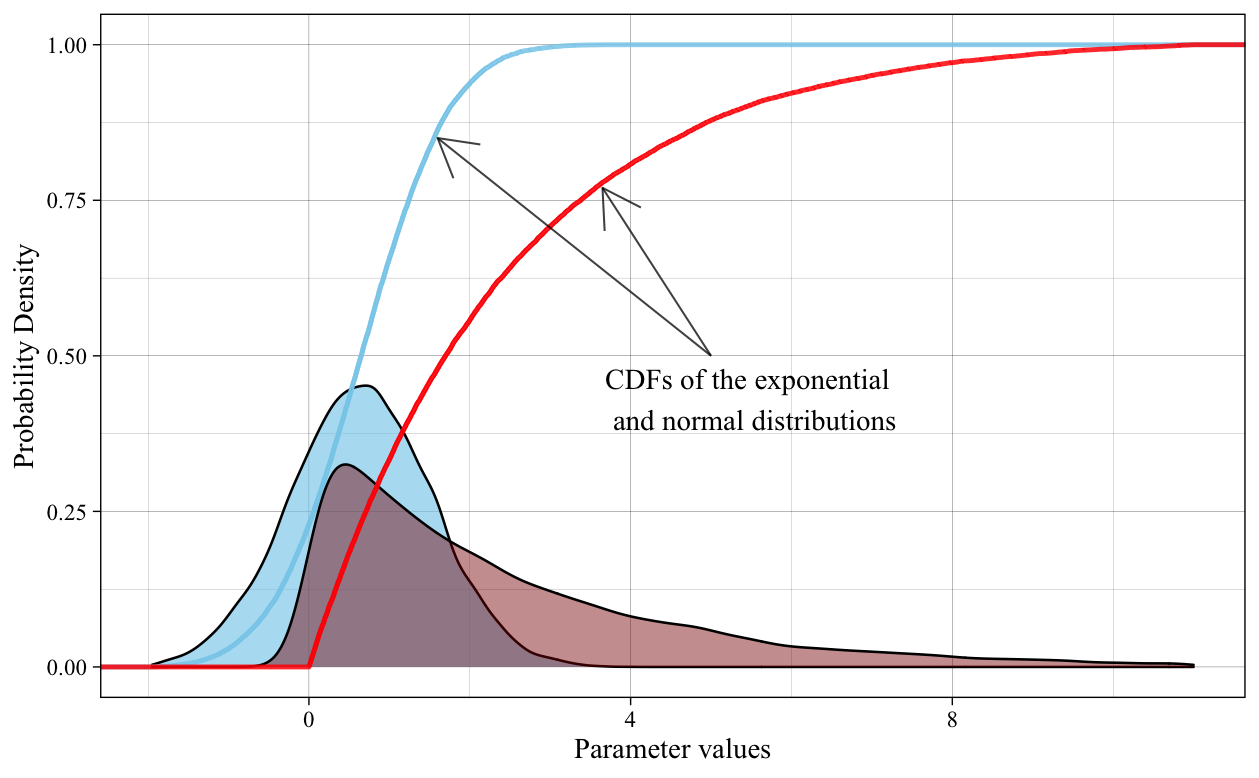 1.00
0.75
0.50
0.25
0.00
Probability Density
CDFs of the exponential
and normal distributions
0 4 8
Parameter values